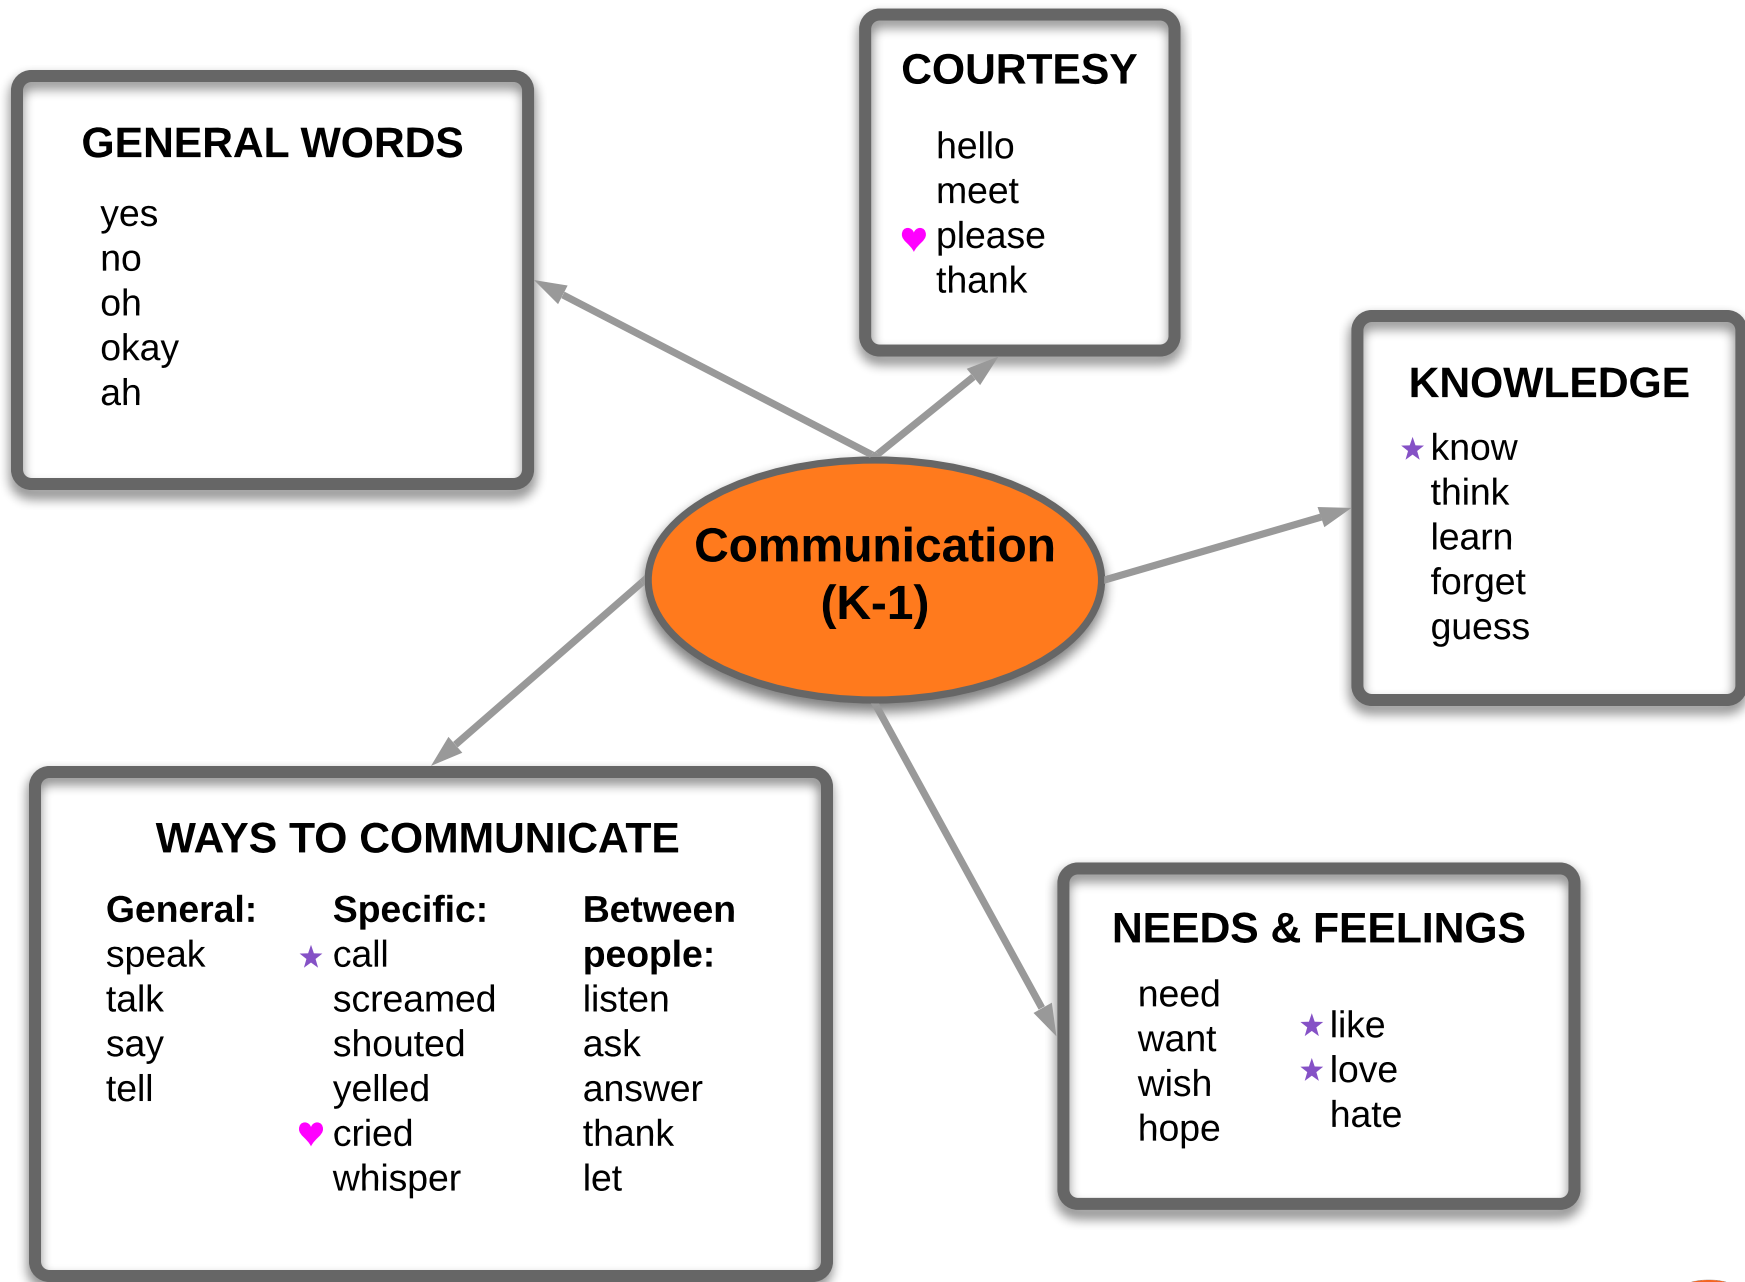 GENERAL WORDS
yes
no
oh
okay
ah
COURTESY
hello
meet
please
thank
KNOWLEDGE
know
think
learn
forget
guess
Communication
(K-1)
WAYS TO COMMUNICATE
General:
speak
talk
say
tell
Specific:
call
screamed
shouted
yelled
cried
whisper
Between
people:
listen
ask
answer
thank
let
NEEDS & FEELINGS
need
want
wish
hope
like
love
hate